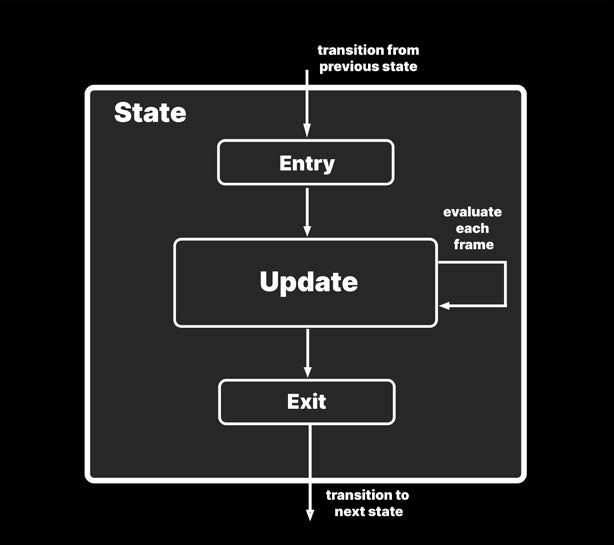 transition from
previous state
State
Entry
evaluate
each
frame
Update
Exit
transition to
next state